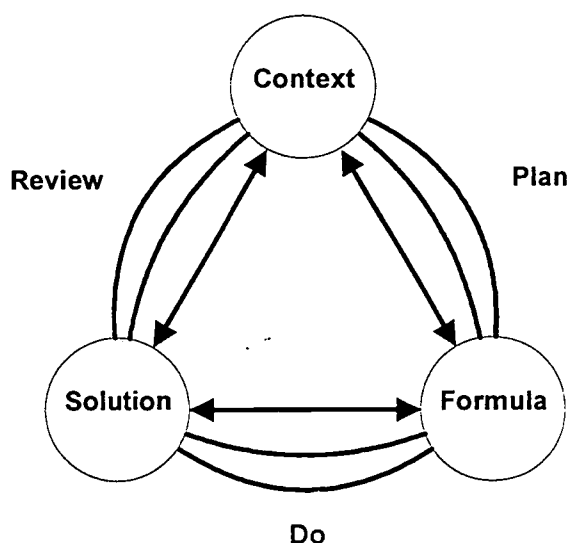 Context
Review
Plan
Solution
Formula
Do